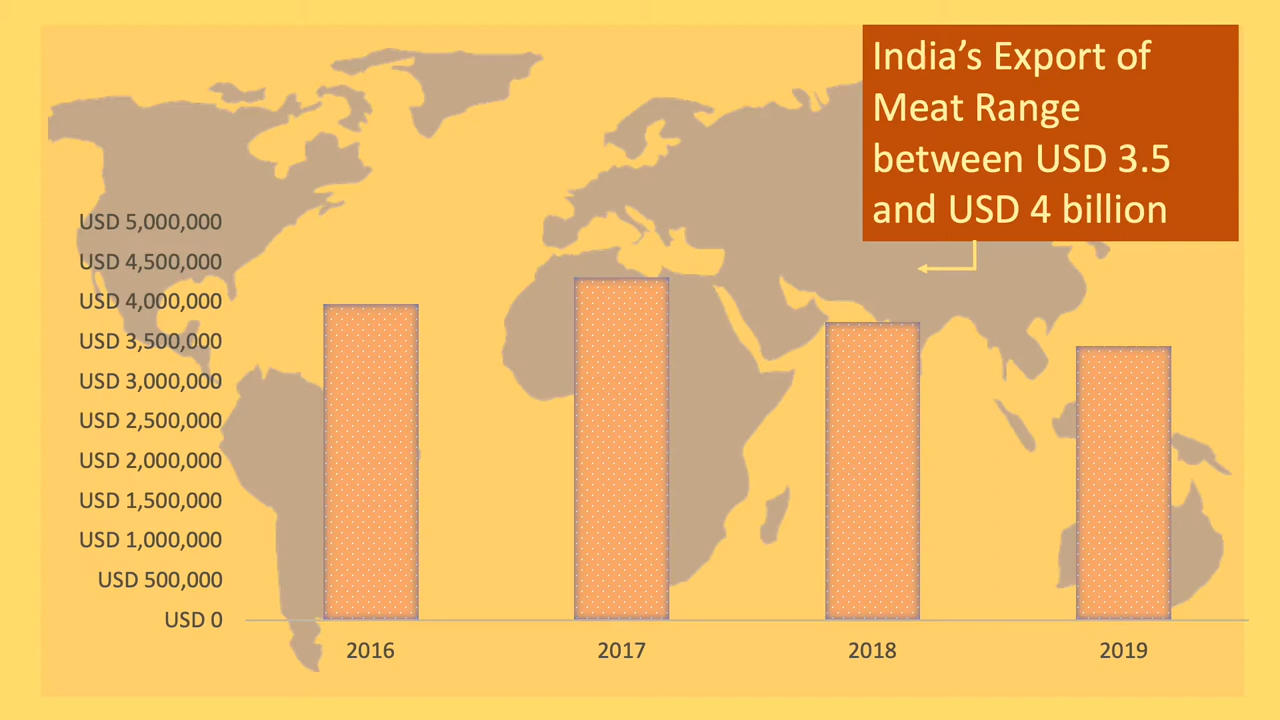 India’s Export of
Meat Range
between USD 3.5
and USD 4 billion
USD 5,000,000
USD 4,500,000
USD 4,000,000
USD 3,500,000
USD 3,000,000
USD 2,500,000
USD 2,000,000
USD 1,500,000
USD 1,000,000
USD 500,000
USD 0
2016 2017 2018 2019